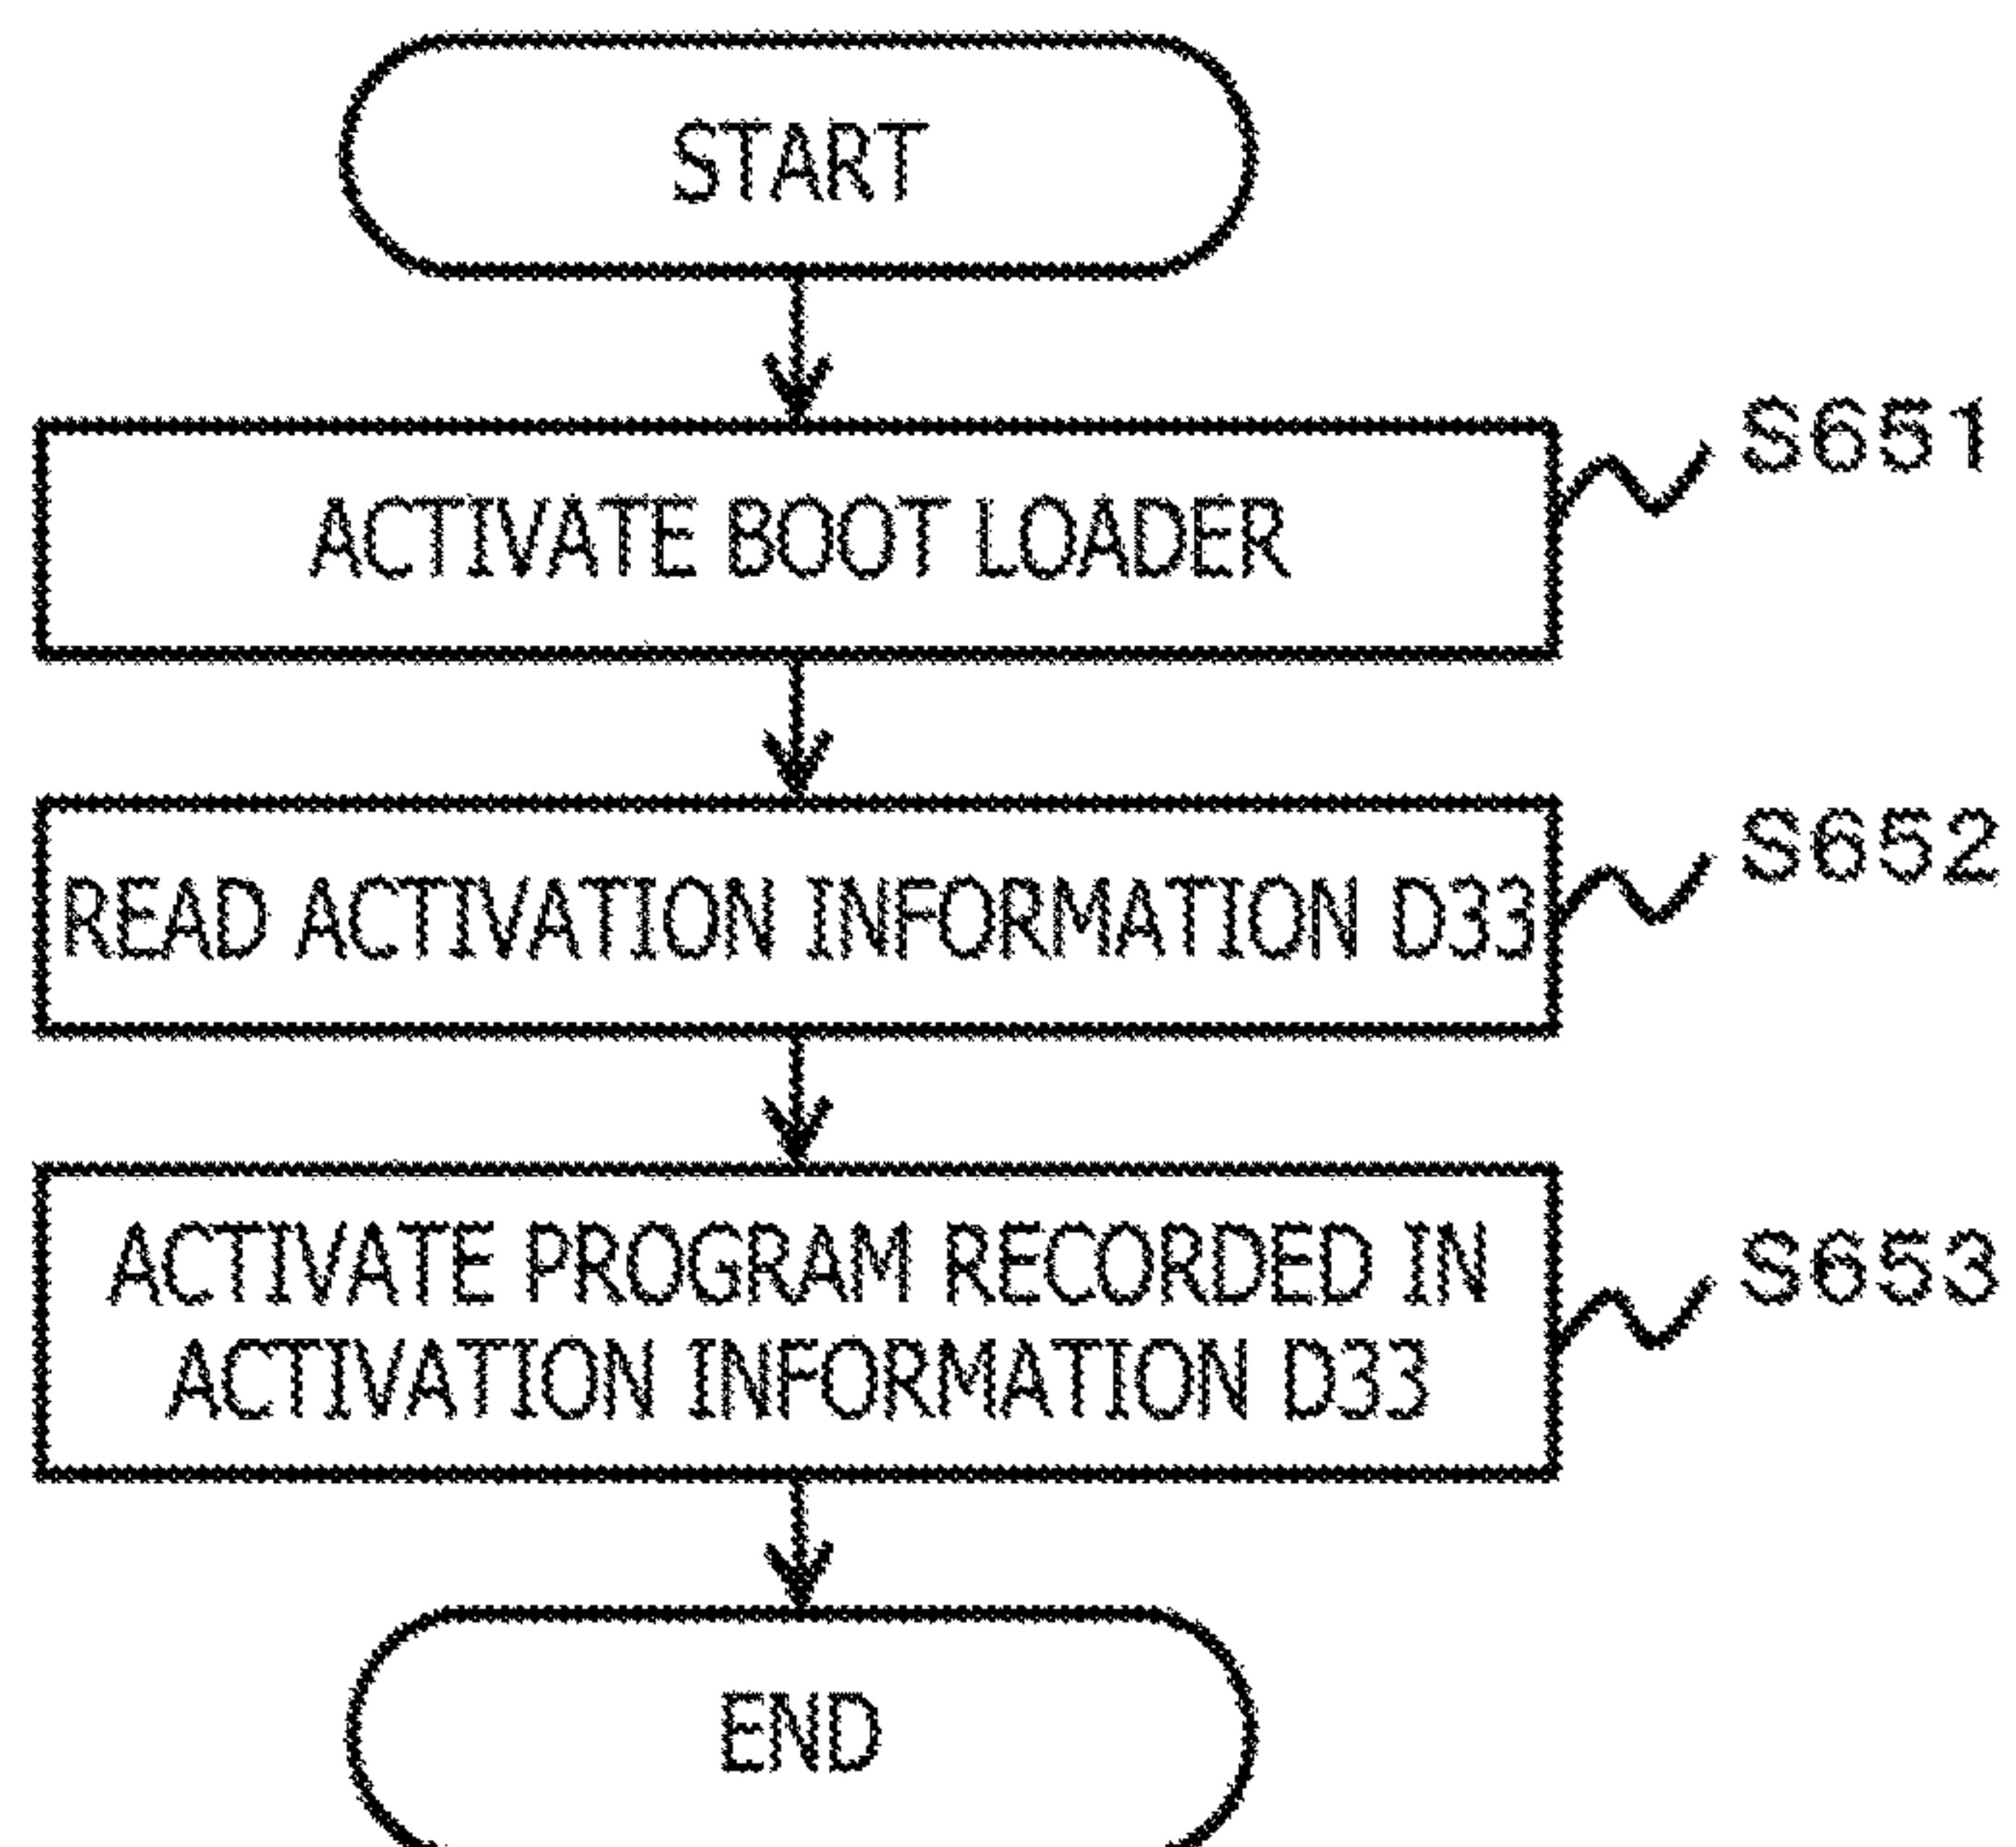 START
ACTIVATE BOOT LOADER
S651
READ ACTIVATION INFORMATION D33
S652
ACTIVATE PROGRAM RECORDED IN
ACTIVATION INFORMATION D33
S653
END